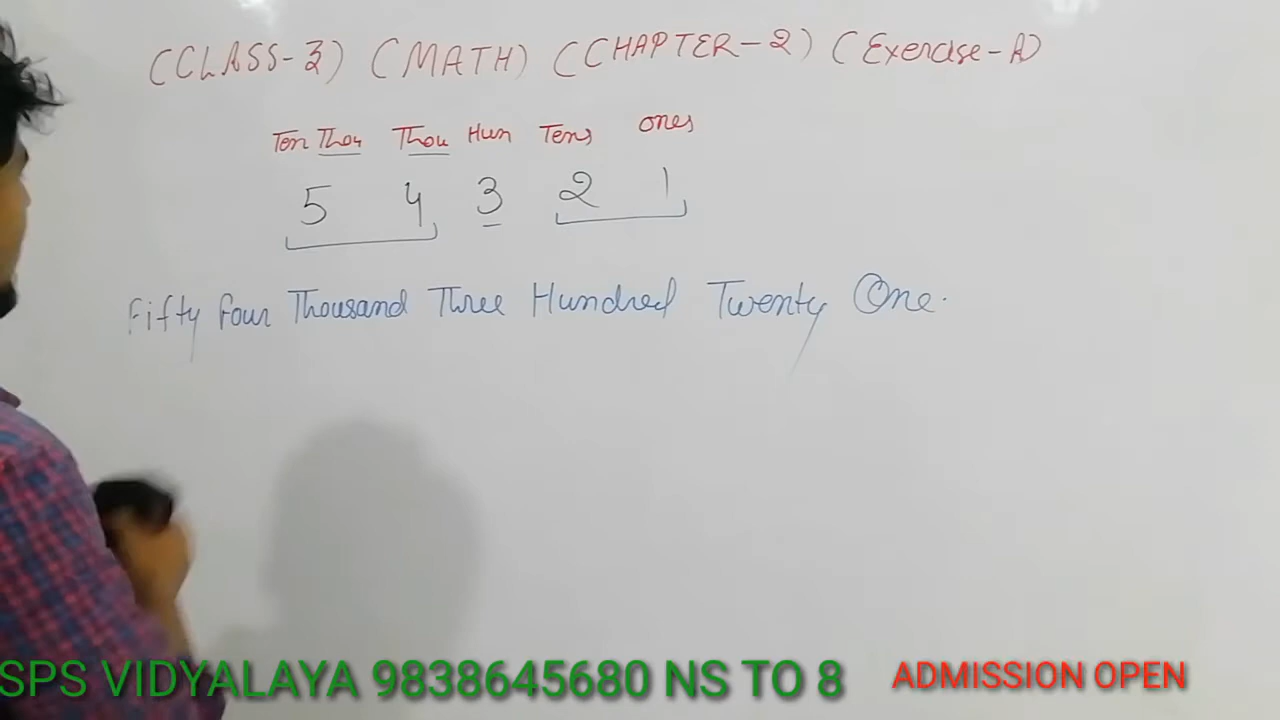 (CLASS-3) (MATH) (CHAPTER-2) (Exercise-A)
Ten Thou Thou Hun Tens ones
5 4 3 2 1
Fifty Four Thousand Three Hundred Twenty One.
SPS VIDYALAYA 9838645680 NS TO 8 ADMISSION OPEN